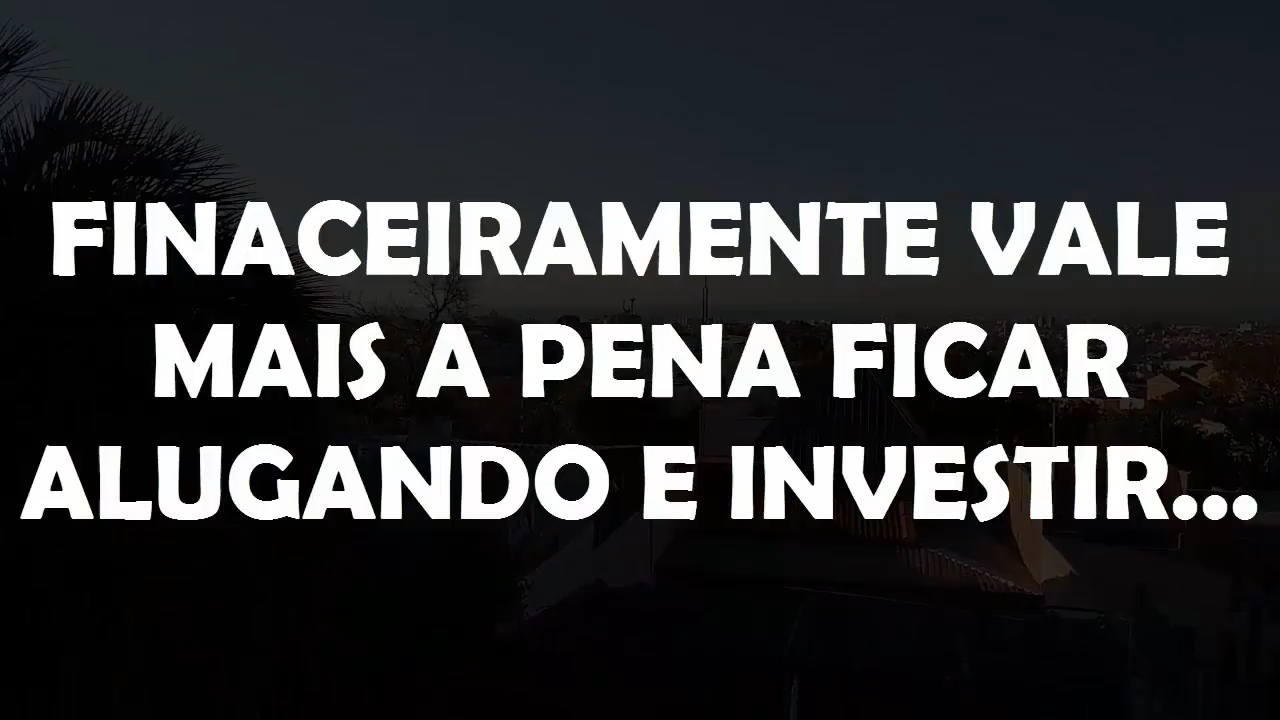 FINACEIRAMENTE VALE
MAIS A PENA FICAR
ALUGANDO E INVESTIR...